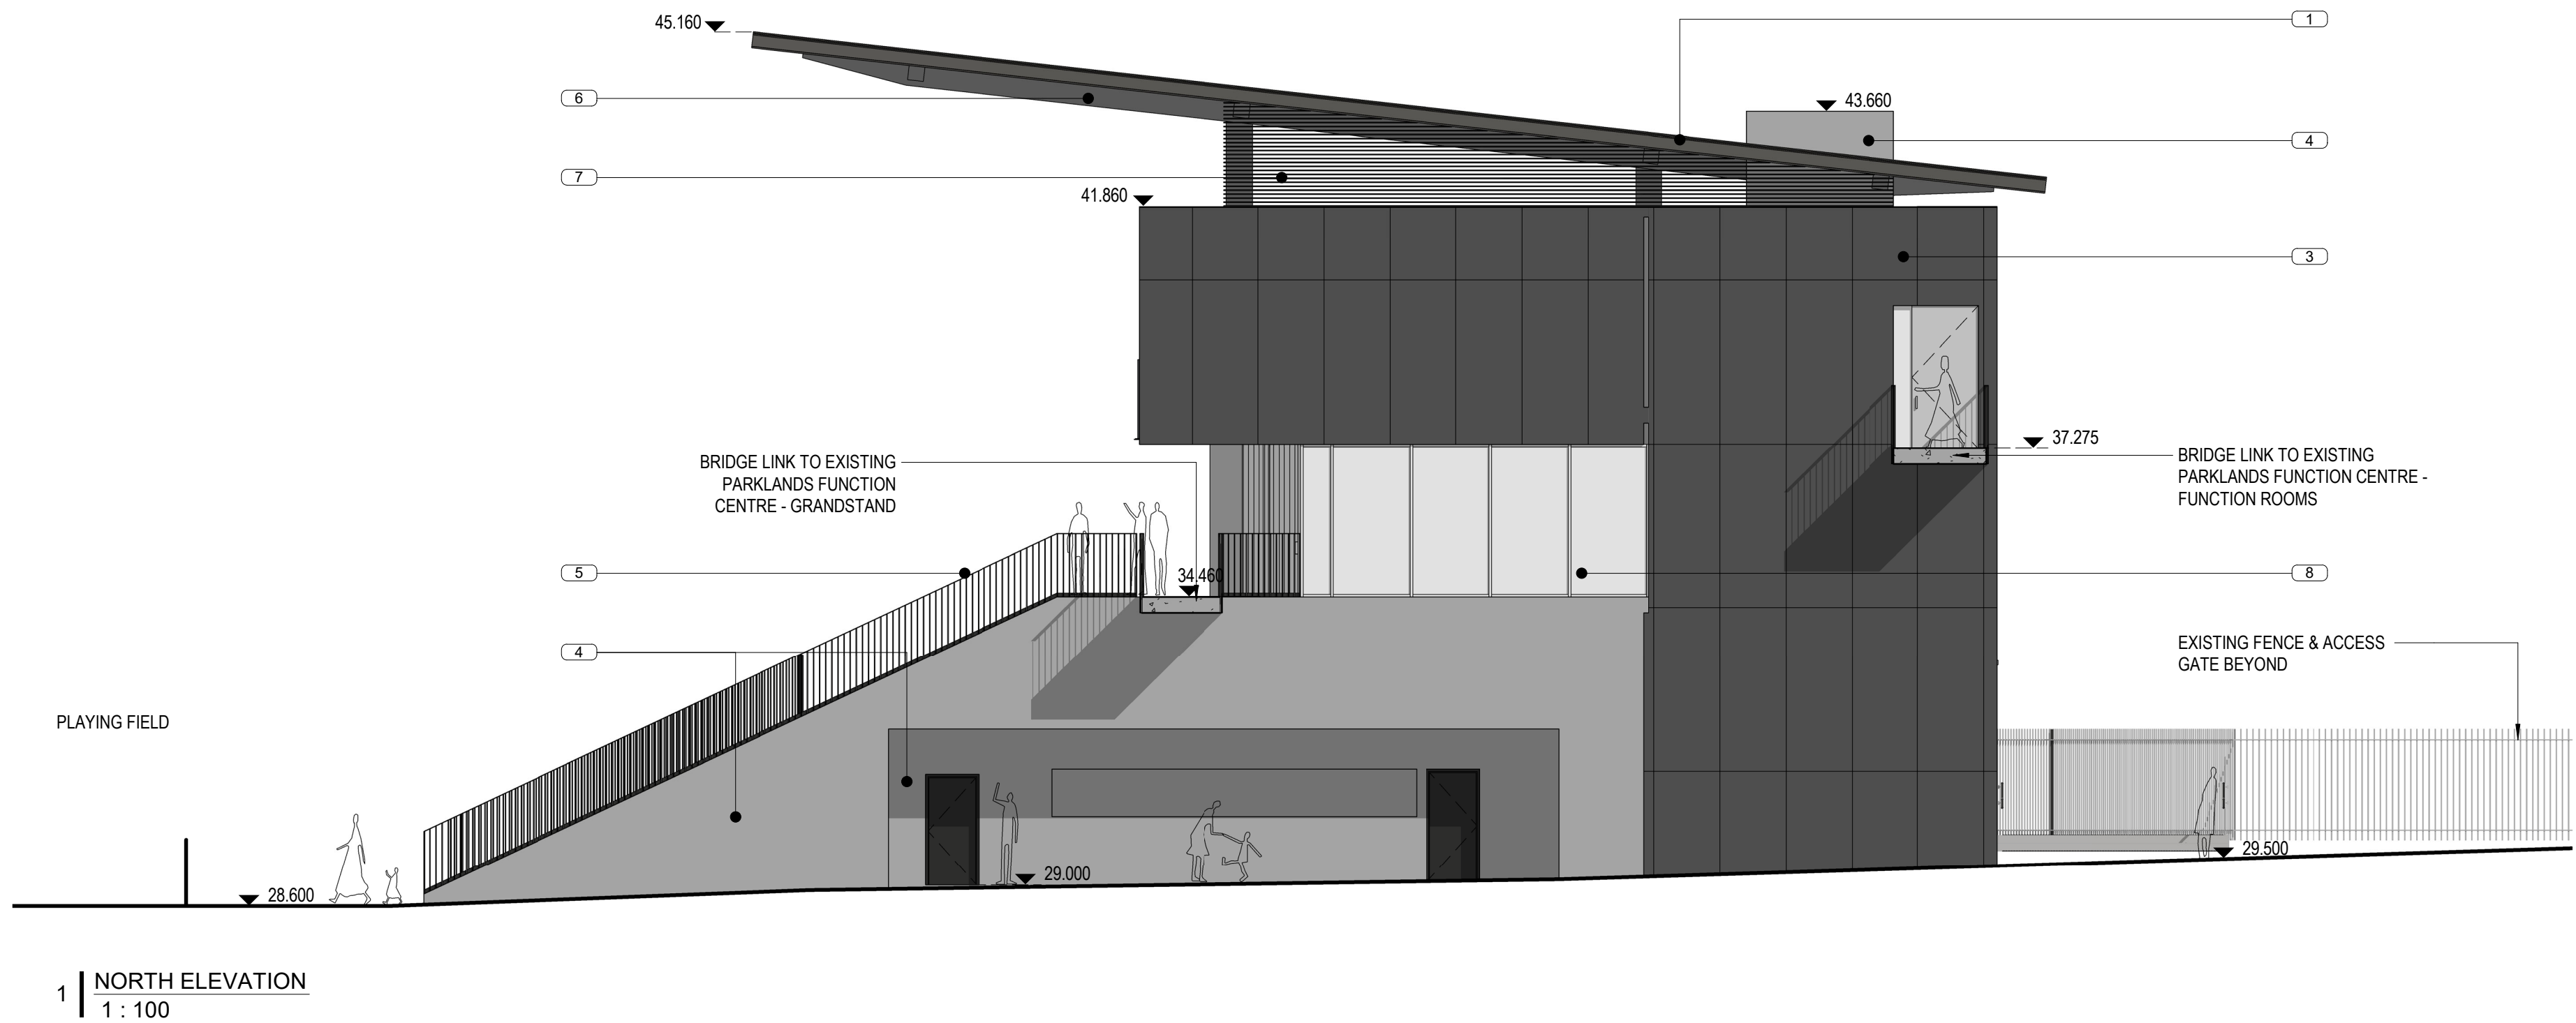 45.160
1
6
43.660
4
7
41.860
3
37.275
BRIDGE LINK TO EXISTING
PARKLANDS FUNCTION
CENTRE - GRANDSTAND
BRIDGE LINK TO EXISTING
PARKLANDS FUNCTION CENTRE -
FUNCTION ROOMS
5
34.460
8
4
EXISTING FENCE & ACCESS
GATE BEYOND
PLAYING FIELD
29.500
29.000
28.600
1
NORTH ELEVATION
1 : 100